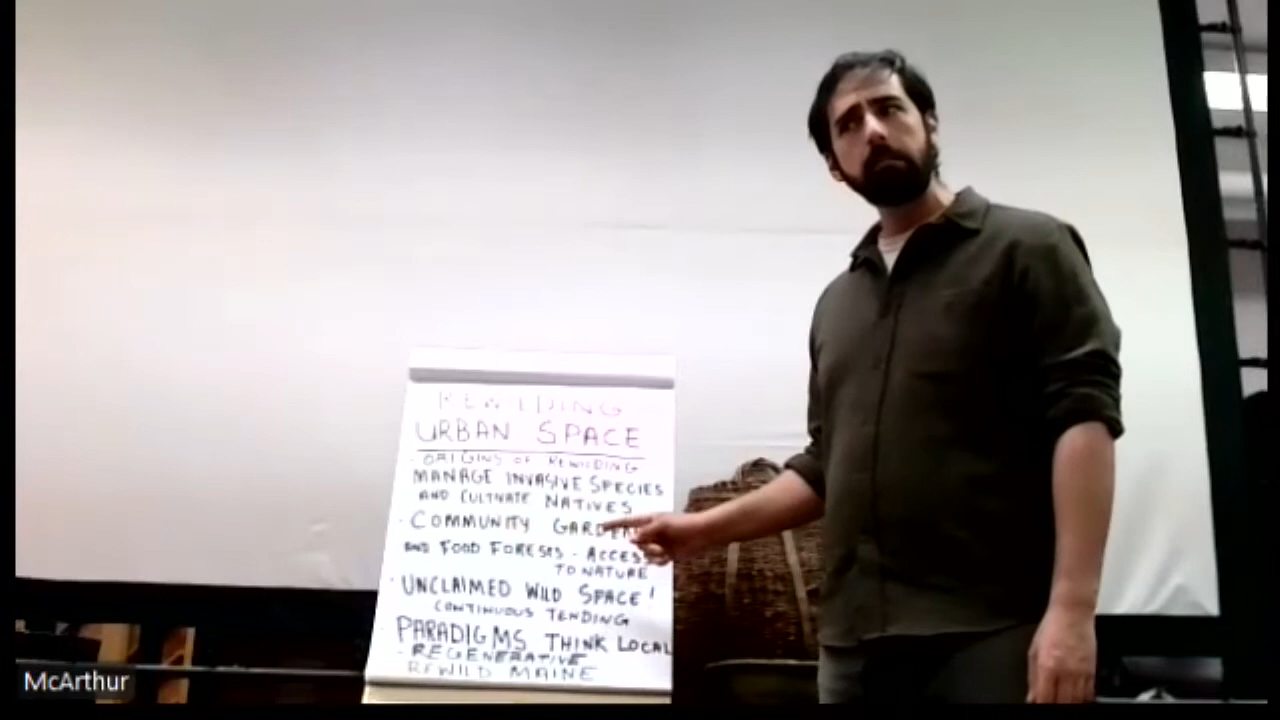 REWILDING
URBAN SPACE
- ORIGINS OF REWILDING
MANAGE INVASIVE SPECIES
AND CULTIVATE NATIVES
- COMMUNITY GARDENS
AND FOOD FORESTS - ACCESS
TO NATURE
- UNCLAIMED WILD SPACE!
CONTINUOUS TENDING
- PARADIGMS THINK LOCAL
- REGENERATIVE
REWILD MAINE
McArthur